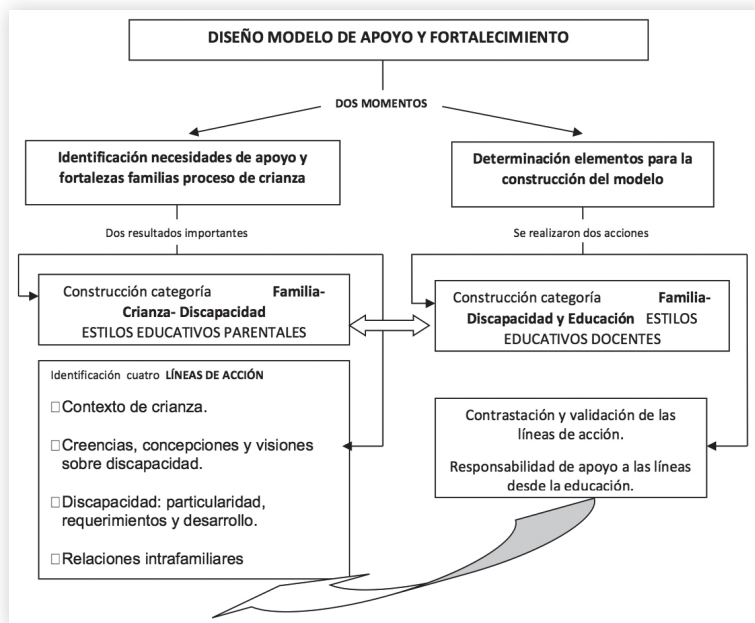 DISEÑO MODELO DE APOYO Y FORTALECIMIENTO
DOS MOMENTOS
Identificación necesidades de apoyo y
fortalezas familias proceso de crianza
Determinación elementos para la
construcción del modelo
Dos resultados importantes
Se realizaron dos acciones
Construcción categoría Familia-
Crianza- Discapacidad
ESTILOS EDUCATIVOS PARENTALES
Construcción categoría Familia-
Discapacidad y Educación ESTILOS
EDUCATIVOS DOCENTES
Identificación cuatro LÍNEAS DE ACCIÓN
Contexto de crianza.
Creencias, concepciones y visiones
sobre discapacidad.
Discapacidad: particularidad,
requerimientos y desarrollo.
Relaciones intrafamiliares
Contrastación y validación de las
líneas de acción.
Responsabilidad de apoyo a las líneas
desde la educación.